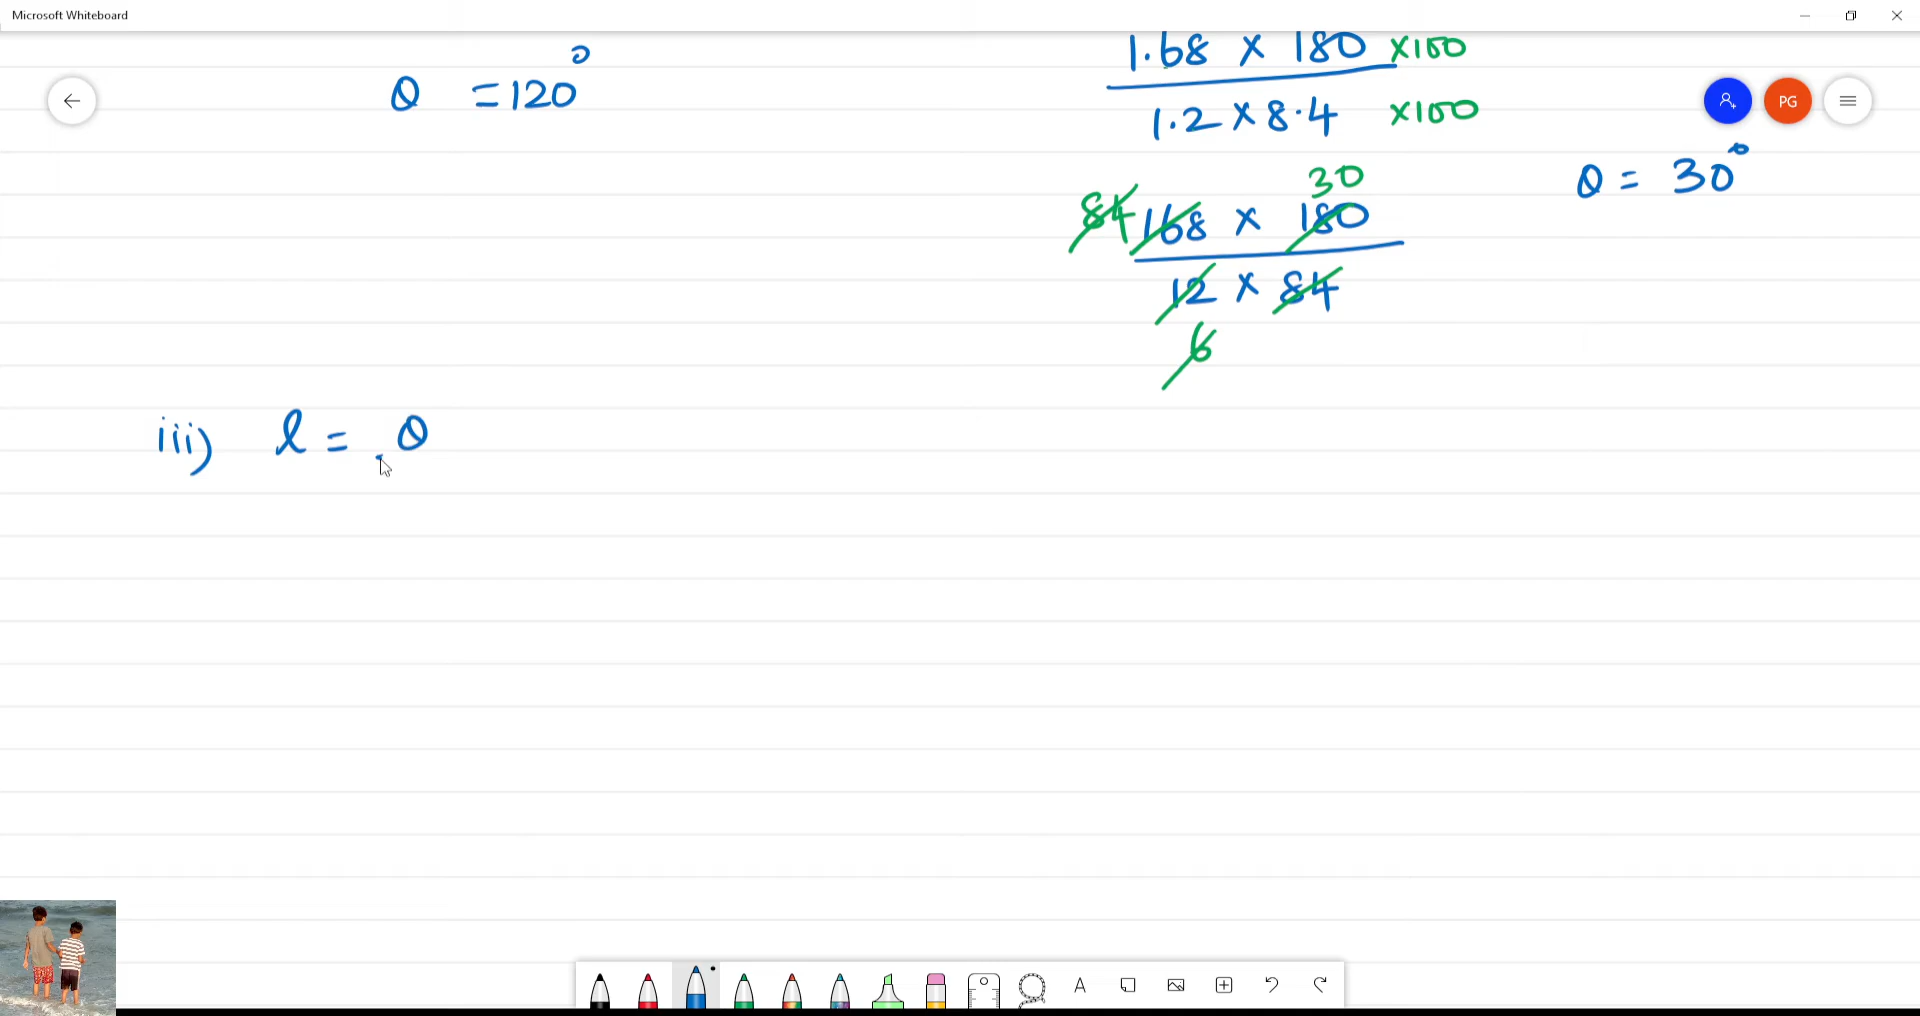 Microsoft Whiteboard
θ = 120°
1.68 × 180 ×100
1.2 × 8.4 ×100
θ = 30°
30
84 168 × 180
12 × 84
6
iii) l = θ
PG
A